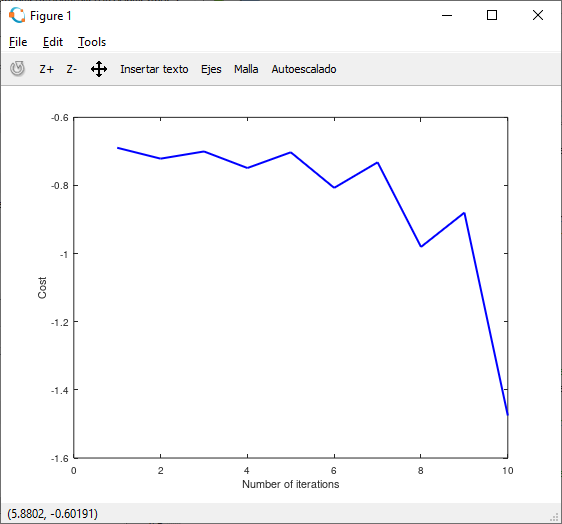 Figure 1
File Edit Tools
Z+ Z- Insertar texto Ejes Malla Autoescalado
-0.6
-0.8
-1
-1.2
-1.4
-1.6
Cost
0 2 4 6 8 10
Number of iterations
(5.8802, -0.60191)